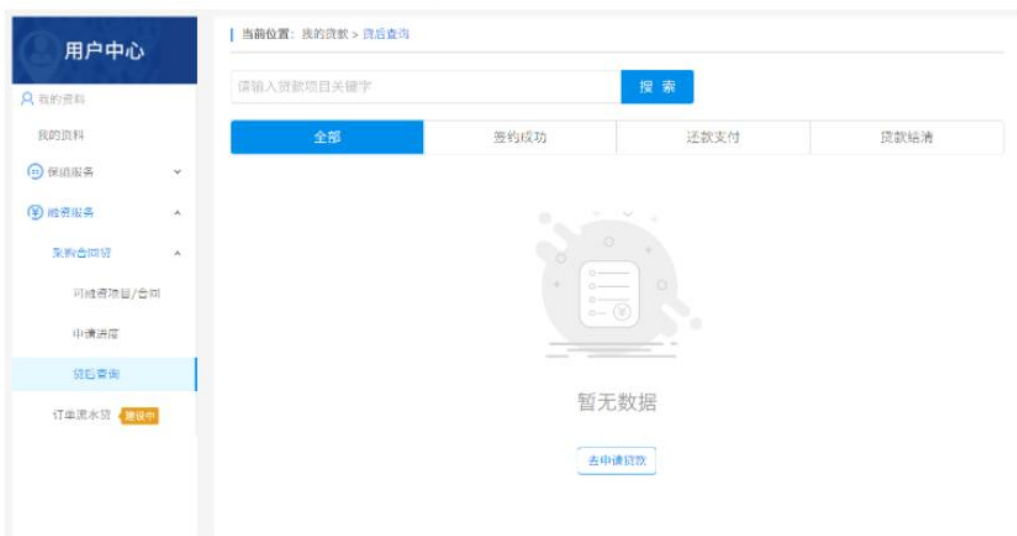 用户中心
我的资料
我的资料
保函服务
融资服务
采购合同贷
可融资项目/合同
申请进度
贷后查询
订单流水贷 建设中
当前位置：我的贷款 > 贷后查询
请输入贷款项目关键字
搜 索
全部 签约成功 还款支付 贷款结清
暂无数据
去申请贷款